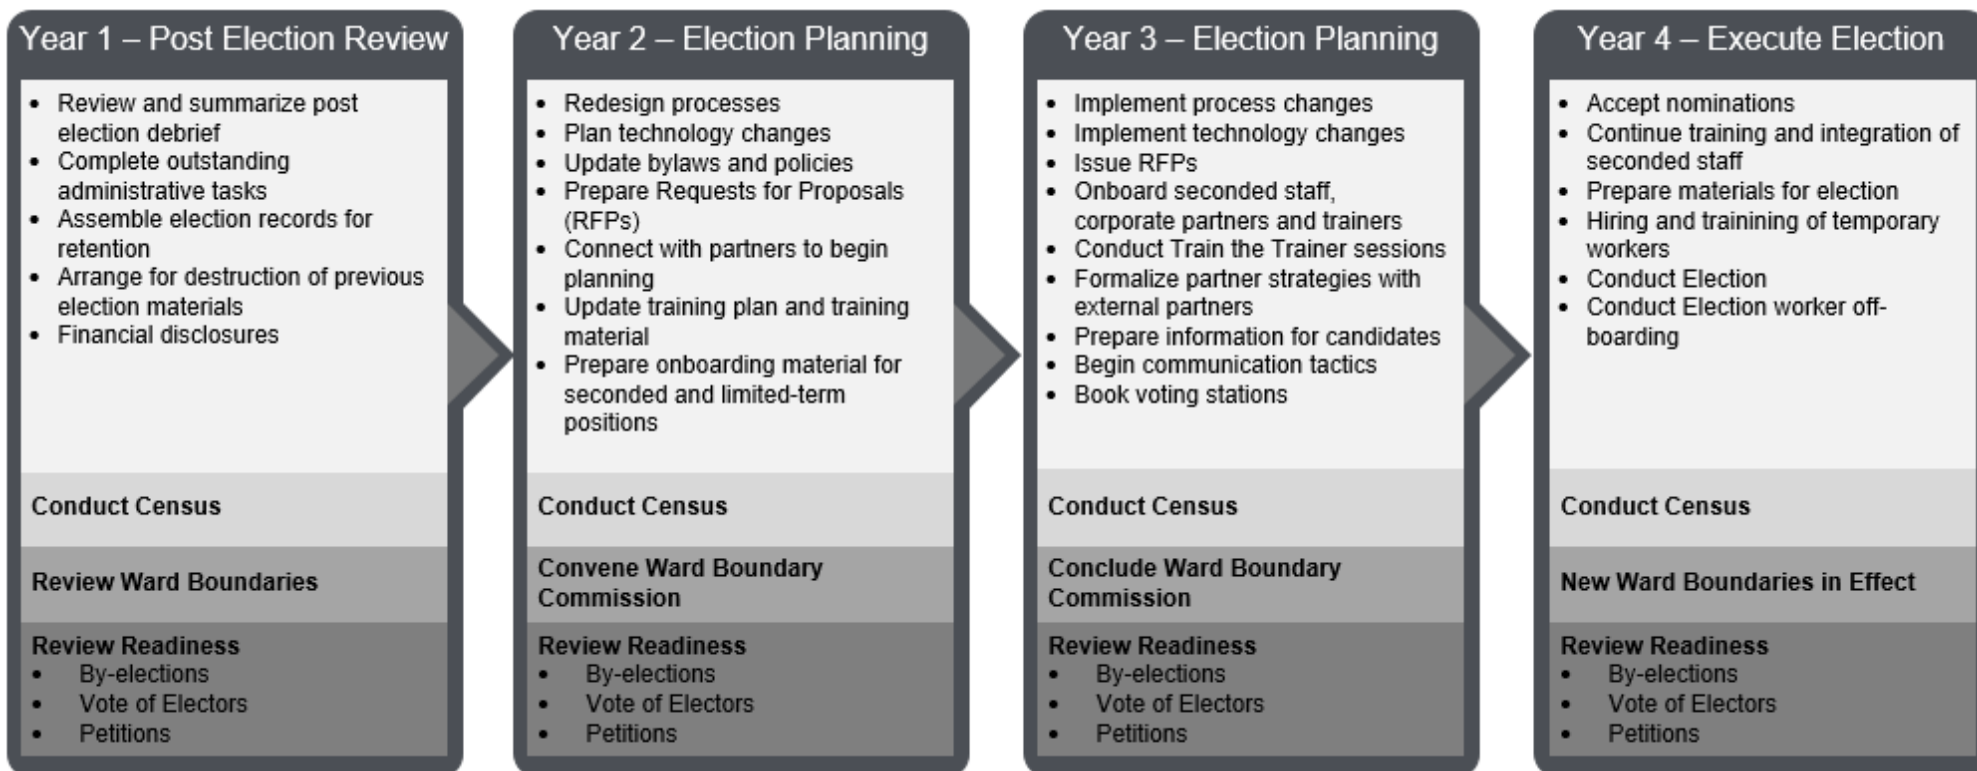 Year 1 – Post Election Review
• Review and summarize post
election debrief
• Complete outstanding
administrative tasks
• Assemble election records for
retention
• Arrange for destruction of previous
election materials
• Financial disclosures
Conduct Census
Review Ward Boundaries
Review Readiness
• By-elections
• Vote of Electors
• Petitions
Year 2 – Election Planning
• Redesign processes
• Plan technology changes
• Update bylaws and policies
• Prepare Requests for Proposals
(RFPs)
• Connect with partners to begin
planning
• Update training plan and training
material
• Prepare onboarding material for
seconded and limited-term
positions
Conduct Census
Convene Ward Boundary
Commission
Review Readiness
• By-elections
• Vote of Electors
• Petitions
Year 3 – Election Planning
• Implement process changes
• Implement technology changes
• Issue RFPs
• Onboard seconded staff,
corporate partners and trainers
• Conduct Train the Trainer sessions
• Formalize partner strategies with
external partners
• Prepare information for candidates
• Begin communication tactics
• Book voting stations
Conduct Census
Conclude Ward Boundary
Commission
Review Readiness
• By-elections
• Vote of Electors
• Petitions
Year 4 – Execute Election
• Accept nominations
• Continue training and integration of
seconded staff
• Prepare materials for election
• Hiring and trainining of temporary
workers
• Conduct Election
• Conduct Election worker off-
boarding
Conduct Census
New Ward Boundaries in Effect
Review Readiness
• By-elections
• Vote of Electors
• Petitions